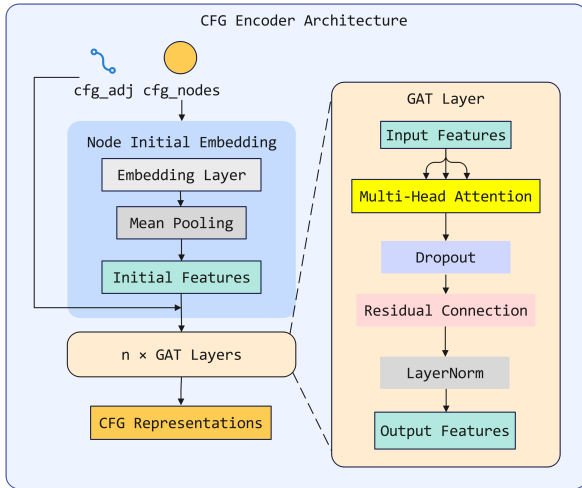 CFG Encoder Architecture
cfg_adj cfg_nodes
Node Initial Embedding
Embedding Layer
Mean Pooling
Initial Features
n × GAT Layers
CFG Representations
GAT Layer
Input Features
Multi-Head Attention
Dropout
Residual Connection
LayerNorm
Output Features